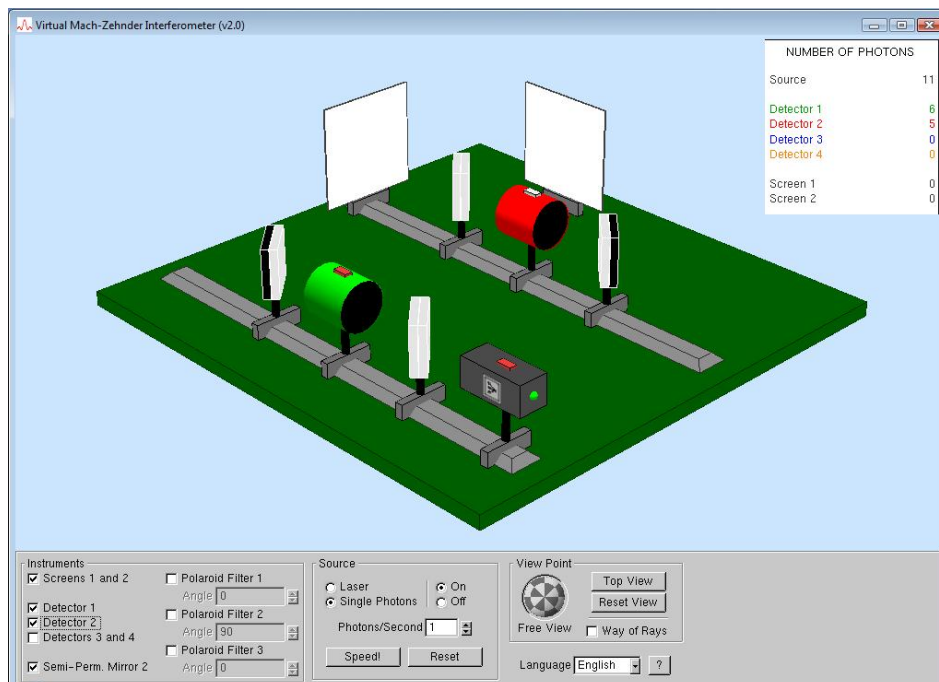 Virtual Mach-Zehnder Interferometer (v2.0)
NUMBER OF PHOTONS
Source 11
Detector 1 6
Detector 2 5
Detector 3 0
Detector 4 0
Screen 1 0
Screen 2 0
Instruments
Screens 1 and 2
Detector 1
Detector 2
Detectors 3 and 4
Semi-Perm. Mirror 2
Polaroid Filter 1
Angle 0
Polaroid Filter 2
Angle 90
Polaroid Filter 3
Angle 0
Source
Laser
Single Photons
On
Off
Photons/Second 1
Speed!
Reset
View Point
Free View
Top View
Reset View
Way of Rays
Language English ?